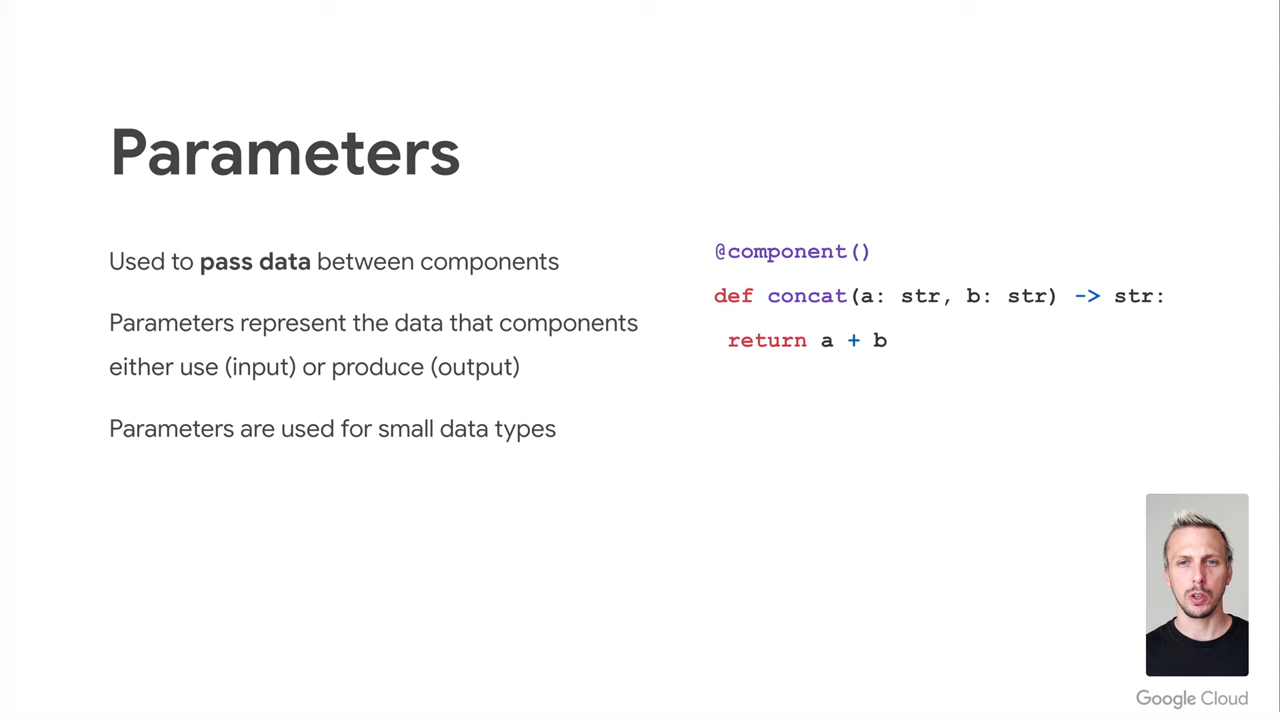 Parameters
Used to pass data between components
Parameters represent the data that components
either use (input) or produce (output)
Parameters are used for small data types
@component()
def concat(a: str, b: str) -> str:
 return a + b
Google Cloud